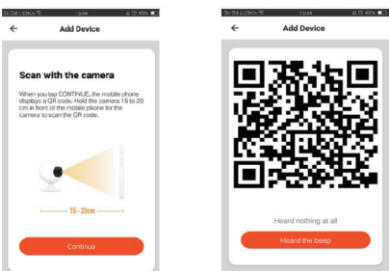 Add Device
Scan with the camera
When you tap CONTINUE, the mobile phone
displays a QR code. Hold the camera 15 to 20
cm in front of the mobile phone for the
camera to scan the QR code.
15-20cm
Continue
Add Device
Heard nothing at all
Heard the beep